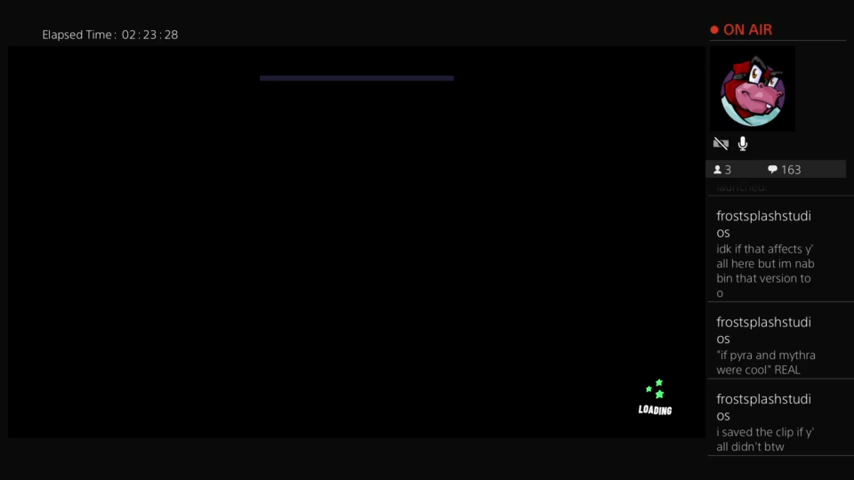 Elapsed Time: 02:23:28
ON AIR
3 163
launched!
frostsplashstudi
os
idk if that affects y'
all here but im nab
bin that version to
o
frostsplashstudi
os
"if pyra and mythra
were cool" REAL
frostsplashstudi
os
i saved the clip if y'
all didn't btw
LOADING